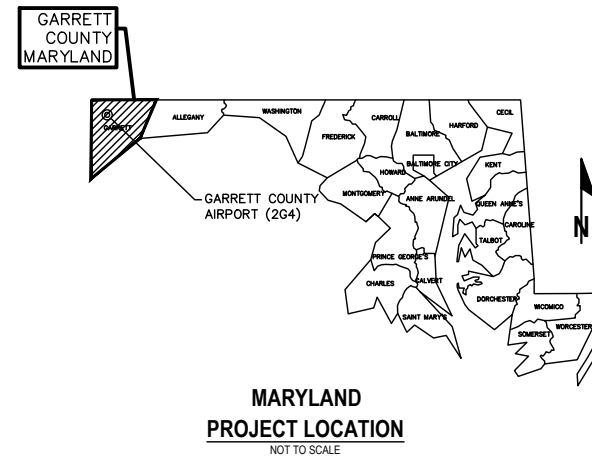 GARRETT
COUNTY
MARYLAND
GARRETT
ALLEGANY
WASHINGTON
FREDERICK
CARROLL
BALTIMORE
HARFORD
CECIL
BALTIMORE CITY
HOWARD
KENT
MONTGOMERY
ANNE ARUNDEL
QUEEN ANNE'S
CAROLINE
TALBOT
PRINCE GEORGE'S
CHARLES
CALVERT
DORCHESTER
SAINT MARY'S
WICOMICO
SOMERSET
WORCESTER
GARRETT COUNTY
AIRPORT (2G4)
N
MARYLAND
PROJECT LOCATION
NOT TO SCALE